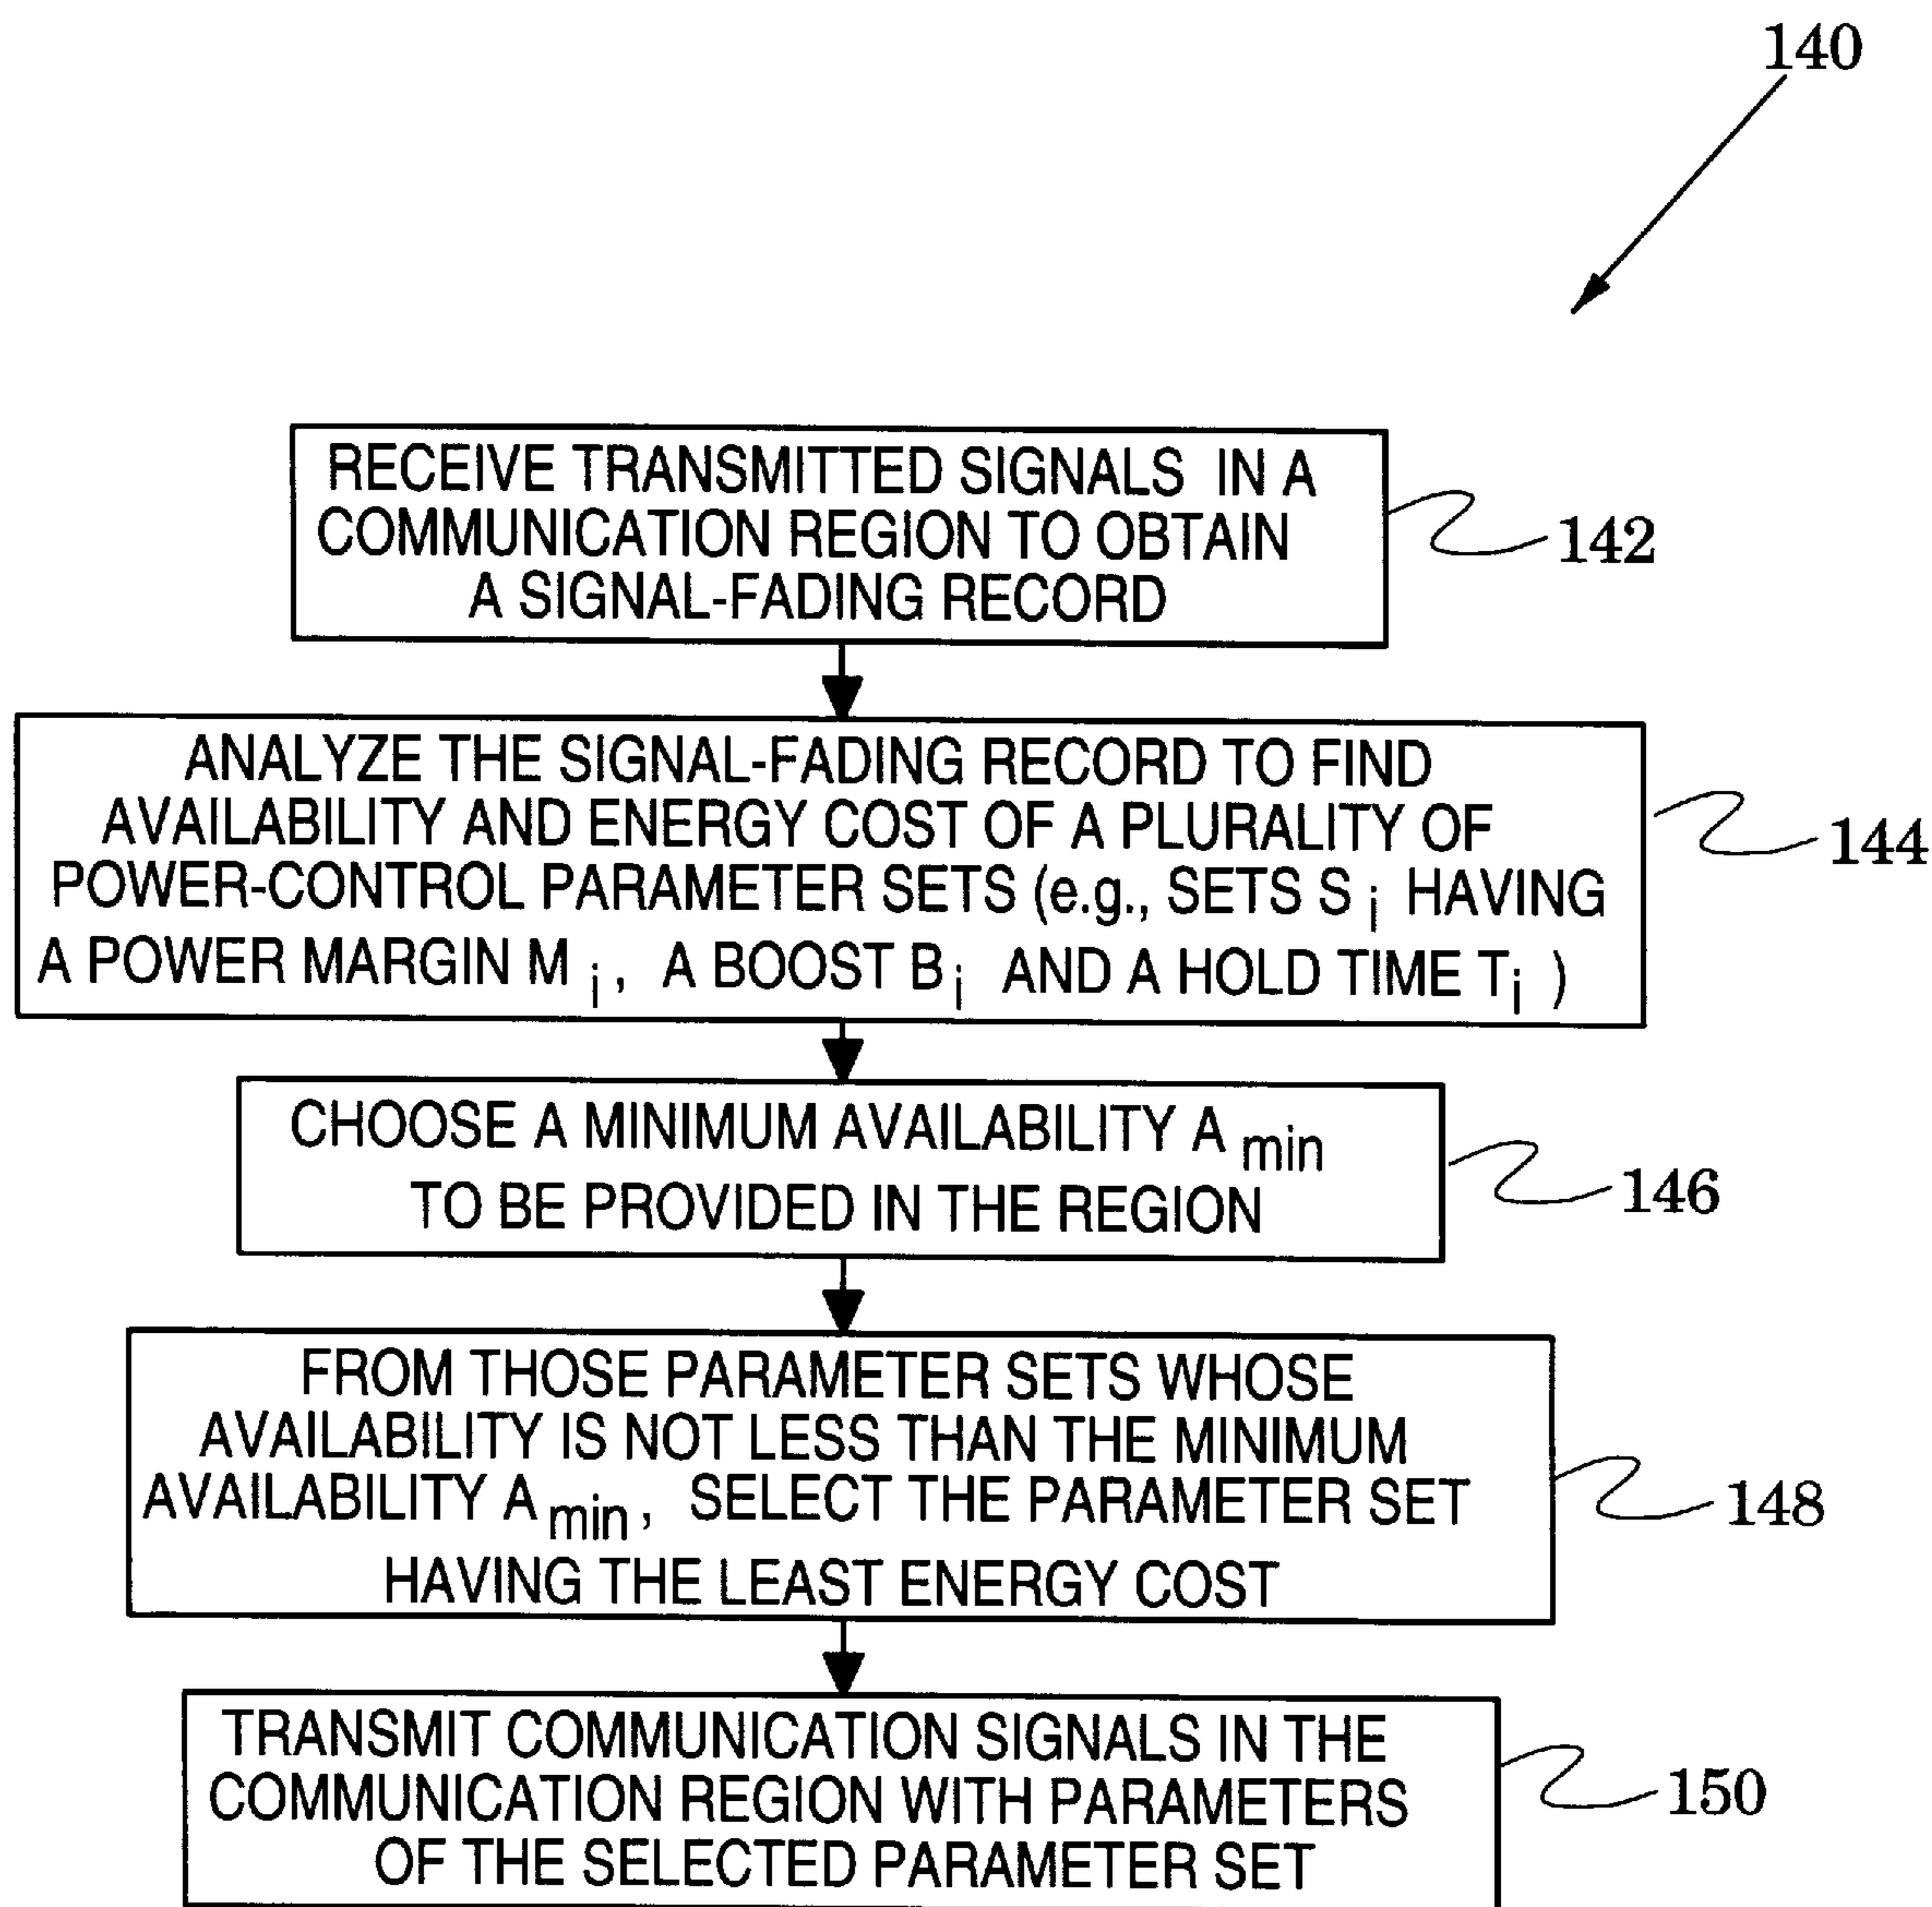 140
RECEIVE TRANSMITTED SIGNALS IN A
COMMUNICATION REGION TO OBTAIN
A SIGNAL-FADING RECORD
142
ANALYZE THE SIGNAL-FADING RECORD TO FIND
AVAILABILITY AND ENERGY COST OF A PLURALITY OF
POWER-CONTROL PARAMETER SETS (e.g., SETS S i HAVING
A POWER MARGIN M i, A BOOST B i AND A HOLD TIME T i )
144
CHOOSE A MINIMUM AVAILABILITY A min
TO BE PROVIDED IN THE REGION
146
FROM THOSE PARAMETER SETS WHOSE
AVAILABILITY IS NOT LESS THAN THE MINIMUM
AVAILABILITY A min, SELECT THE PARAMETER SET
HAVING THE LEAST ENERGY COST
148
TRANSMIT COMMUNICATION SIGNALS IN THE
COMMUNICATION REGION WITH PARAMETERS
OF THE SELECTED PARAMETER SET
150